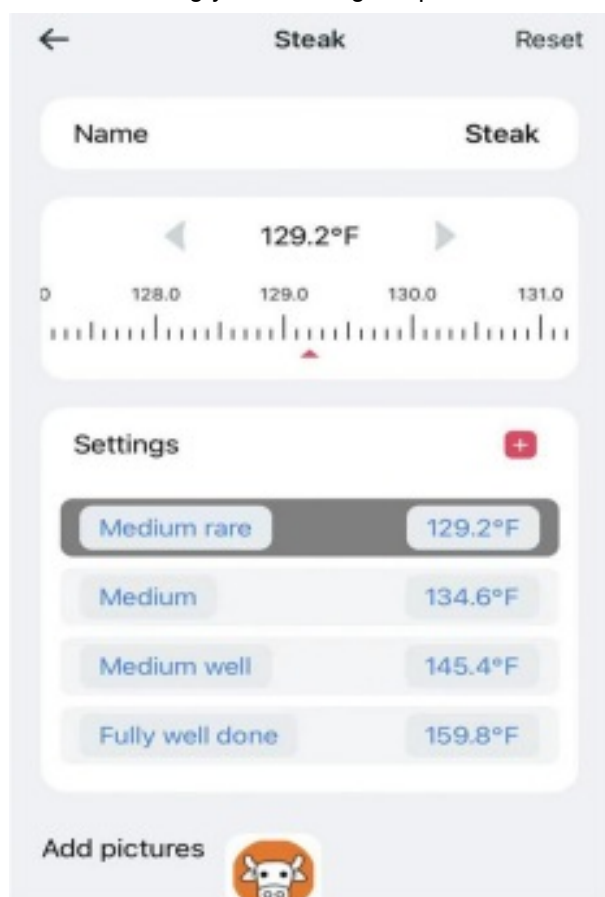 Steak Reset
Name Steak
129.2°F
0 128.0 129.0 130.0 131.0
Settings
Medium rare 129.2°F
Medium 134.6°F
Medium well 145.4°F
Fully well done 159.8°F
Add pictures